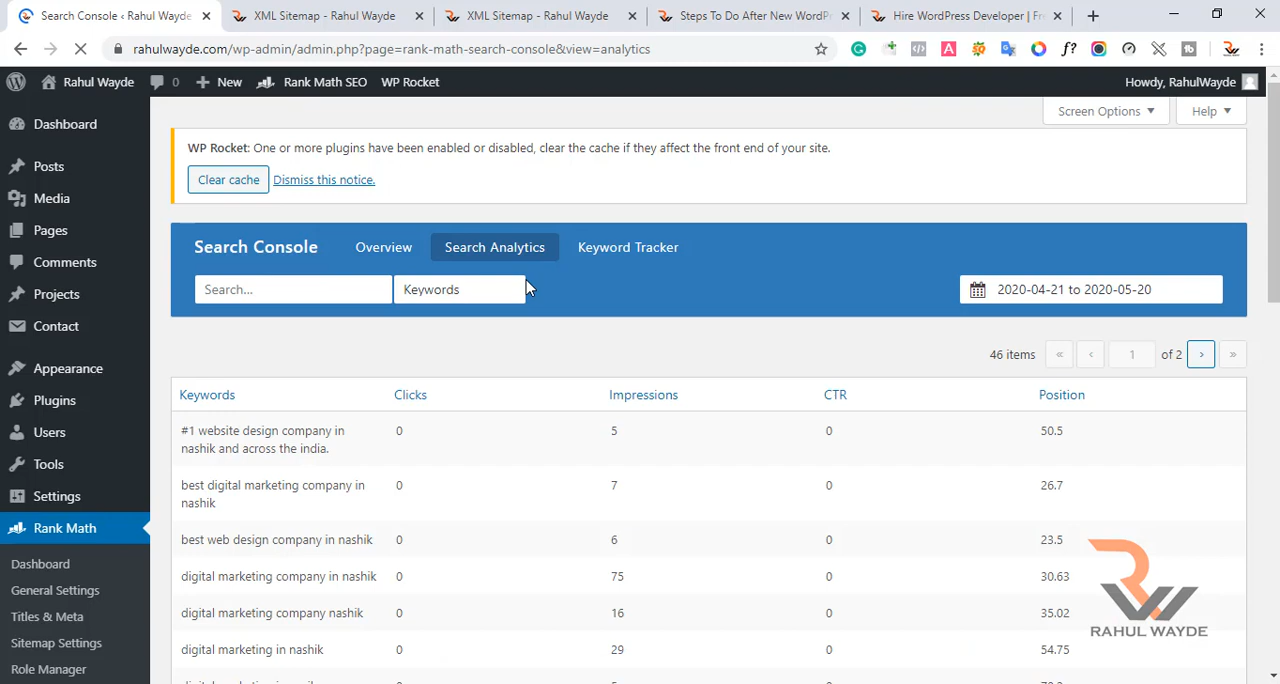 Search Console ‹ Rahul Wayde
XML Sitemap - Rahul Wayde
XML Sitemap - Rahul Wayde
Steps To Do After New WordP
Hire WordPress Developer | Fr
rahulwayde.com/wp-admin/admin.php?page=rank-math-search-console&view=analytics
Rahul Wayde
0
New
Rank Math SEO
WP Rocket
Howdy, RahulWayde
Screen Options
Help
Dashboard
Posts
Media
Pages
Comments
Projects
Contact
Appearance
Plugins
Users
Tools
Settings
Rank Math
Dashboard
General Settings
Titles & Meta
Sitemap Settings
Role Manager
WP Rocket: One or more plugins have been enabled or disabled, clear the cache if they affect the front end of your site.
Clear cache
Dismiss this notice.
Search Console
Overview
Search Analytics
Keyword Tracker
Search...
Keywords
2020-04-21 to 2020-05-20
46 items
«
‹
1
of 2
›
»
Keywords Clicks Impressions CTR Position
#1 website design company in 0 5 0 50.5
nashik and across the india.
best digital marketing company in 0 7 0 26.7
nashik
best web design company in nashik 0 6 0 23.5
digital marketing company in nashik 0 75 0 30.63
digital marketing company nashik 0 16 0 35.02
digital marketing in nashik 0 29 0 54.75
RAHUL WAYDE